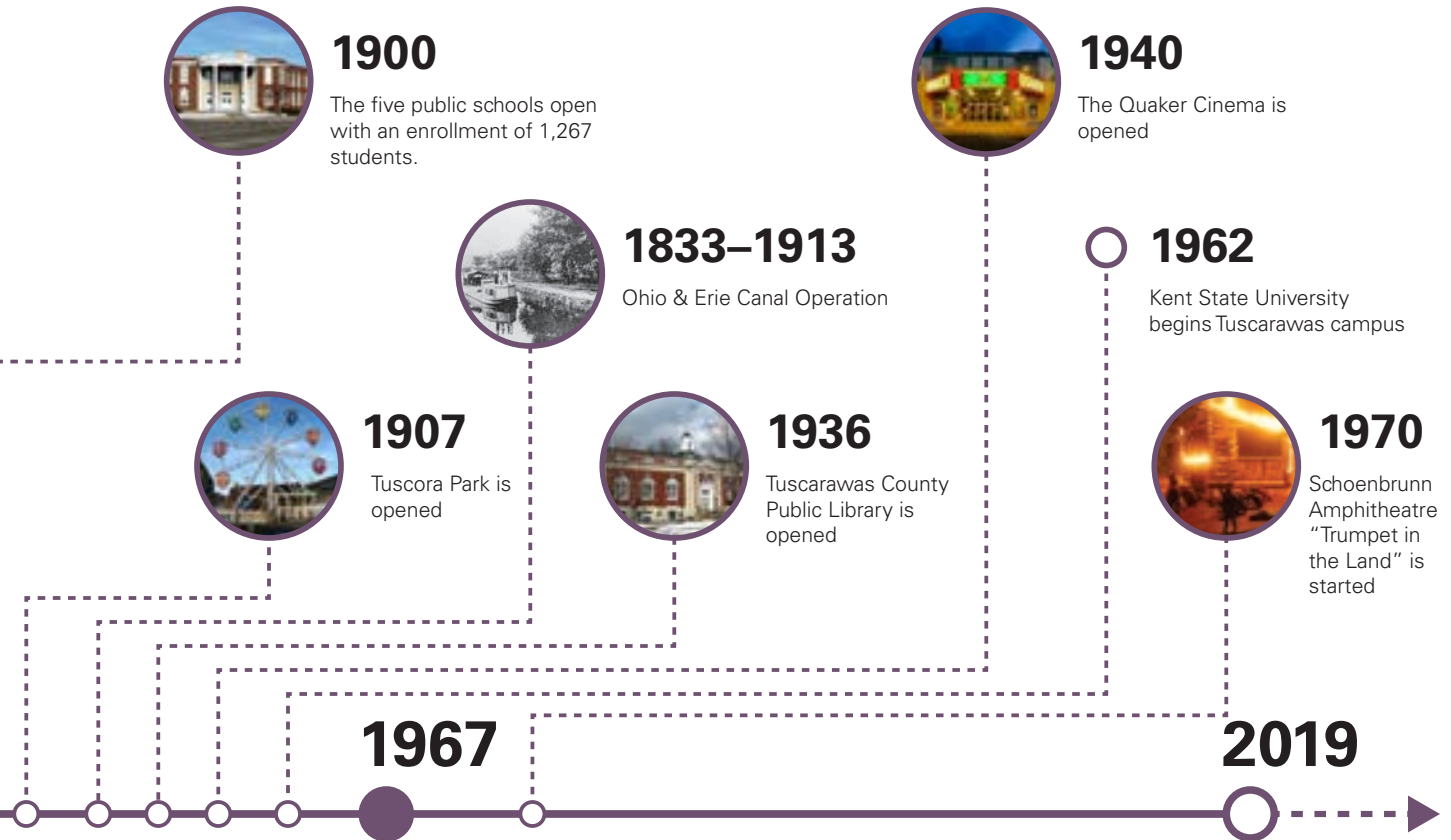 1900
The five public schools open
with an enrollment of 1,267
students.
1940
The Quaker Cinema is
opened
1833–1913
Ohio & Erie Canal Operation
1962
Kent State University
begins Tuscarawas campus
1907
Tuscora Park is
opened
1936
Tuscarawas County
Public Library is
opened
1970
Schoenbrunn
Amphitheatre
“Trumpet in
the Land” is
started
1967
2019